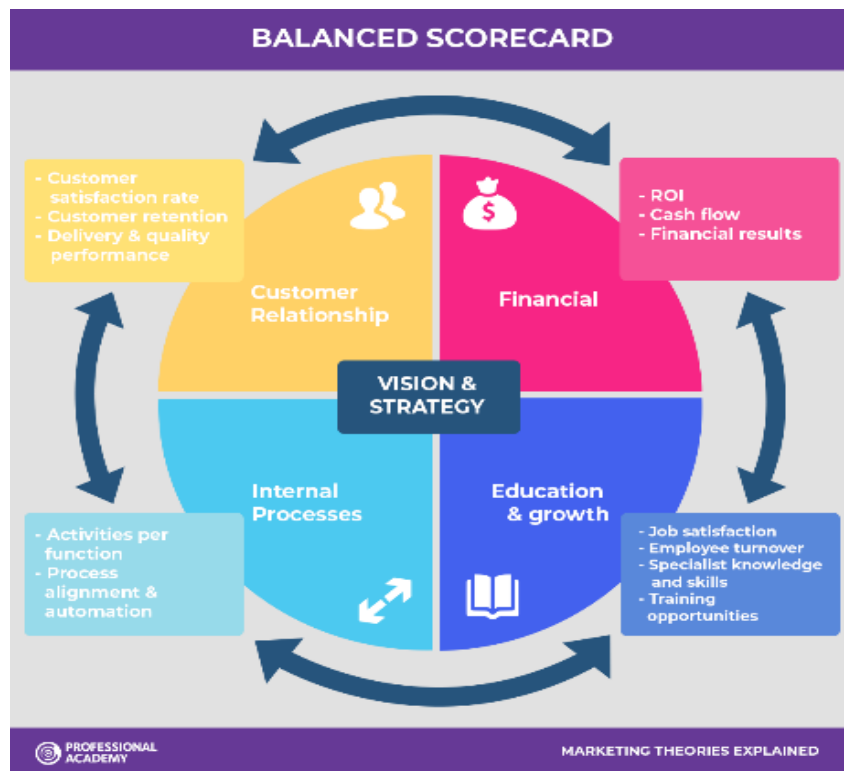 BALANCED SCORECARD
- Customer
satisfaction rate
- Customer retention
- Delivery & quality
performance
- ROI
- Cash flow
- Financial results
Customer
Relationship
Financial
VISION &
STRATEGY
Internal
Processes
Education
& growth
- Activities per
function
- Process
alignment &
automation
- Job satisfaction
- Employee turnover
- Specialist knowledge
and skills
- Training
opportunities
PROFESSIONAL
ACADEMY
MARKETING THEORIES EXPLAINED